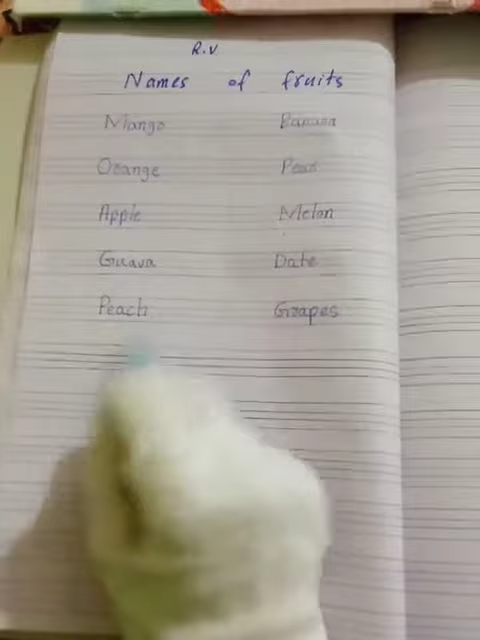 R.V
Names of fruits
Mango Banana
Orange Pear
Apple Melon
Guava Date
Peach Grapes